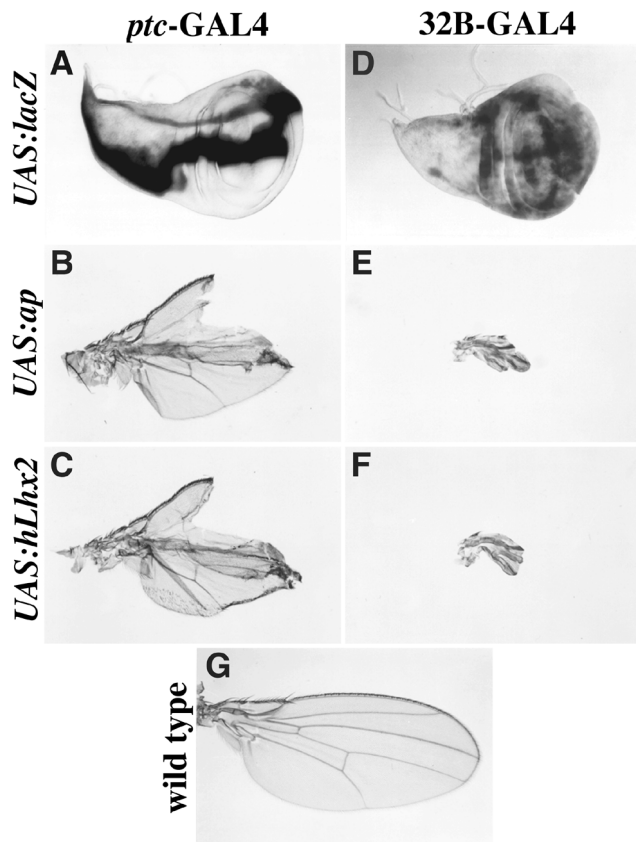 ptc-GAL4 32B-GAL4
UAS:lacZ A D
UAS:ap B E
UAS:hLhx2 C F
wild type G